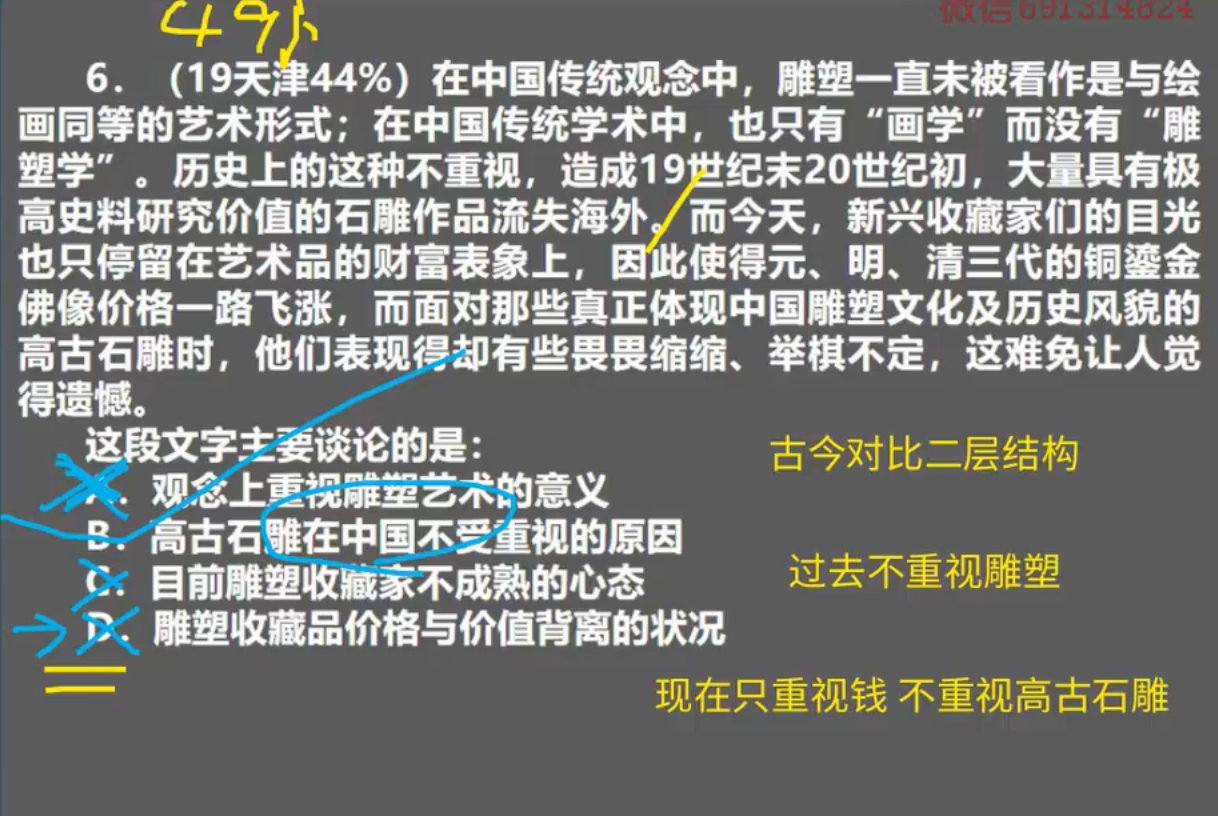 微信691314824
49
6．（19天津44%）在中国传统观念中，雕塑一直未被看作是与绘
画同等的艺术形式；在中国传统学术中，也只有“画学”而没有“雕
塑学”。历史上的这种不重视，造成19世纪末20世纪初，大量具有极
高史料研究价值的石雕作品流失海外。而今天，新兴收藏家们的目光
也只停留在艺术品的财富表象上，因此使得元、明、清三代的铜鎏金
佛像价格一路飞涨，而面对那些真正体现中国雕塑文化及历史风貌的
高古石雕时，他们表现得却有些畏畏缩缩、举棋不定，这难免让人觉
得遗憾。
这段文字主要谈论的是：
古今对比二层结构
A．观念上重视雕塑艺术的意义
B．高古石雕在中国不受重视的原因
过去不重视雕塑
C．目前雕塑收藏家不成熟的心态
D．雕塑收藏品价格与价值背离的状况
现在只重视钱 不重视高古石雕